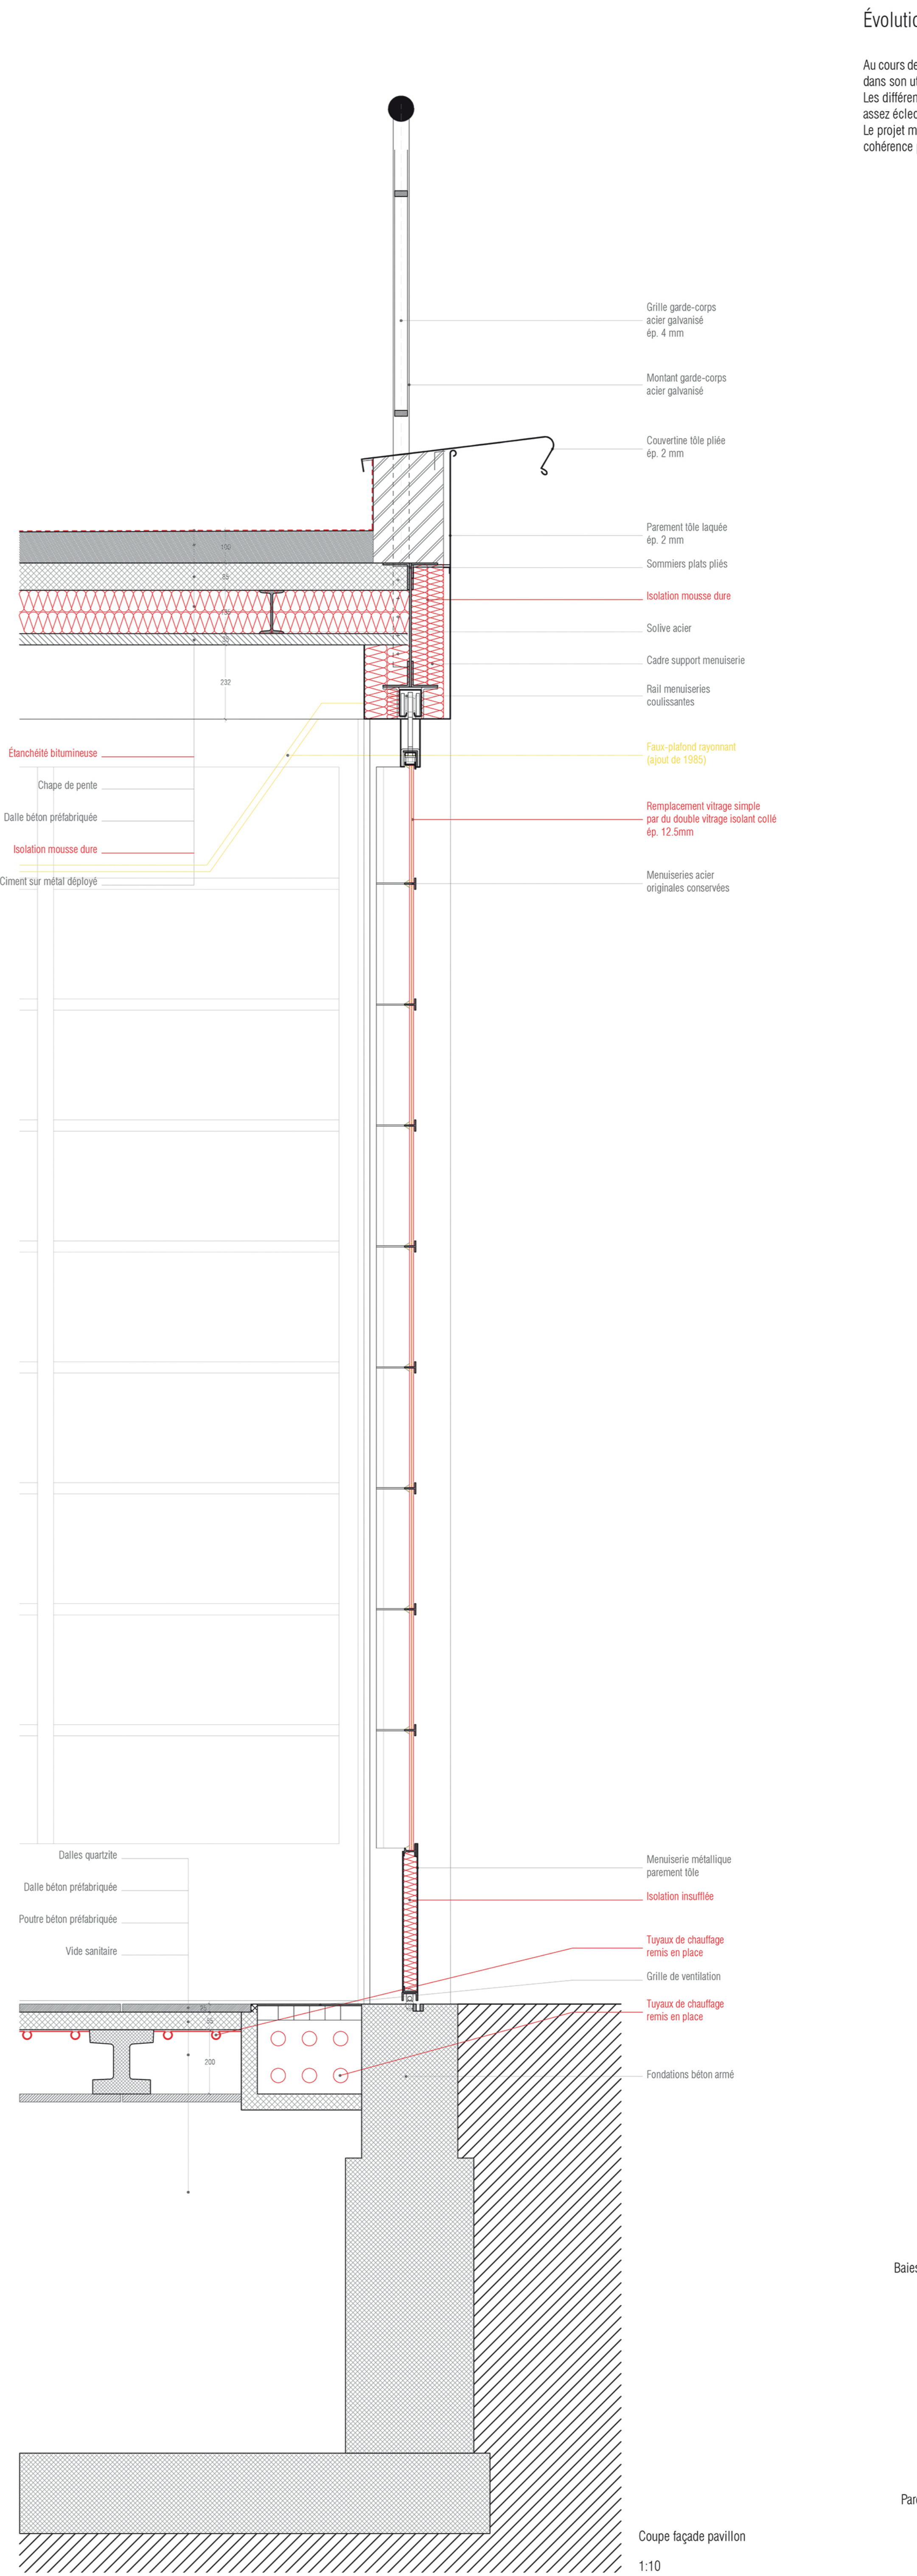 Évolutio
Au cours de
dans son ut
Les différen
assez éclec
Le projet m
cohérence
Grille garde-corps
acier galvanisé
ép. 4 mm
Montant garde-corps
acier galvanisé
Couvertine tôle pliée
ép. 2 mm
Parement tôle laquée
ép. 2 mm
Sommiers plats pliés
Isolation mousse dure
Solive acier
Cadre support menuiserie
Rail menuiseries
coulissantes
Faux-plafond rayonnant
(ajout de 1985)
Remplacement vitrage simple
par du double vitrage isolant collé
ép. 12.5mm
Menuiseries acier
originales conservées
100
85
232
Étanchéité bitumineuse
Chape de pente
Dalle béton préfabriquée
Isolation mousse dure
Ciment sur métal déployé
Dalles quartzite
Dalle béton préfabriquée
Poutre béton préfabriquée
Vide sanitaire
Menuiserie métallique
parement tôle
Isolation insufflée
Tuyaux de chauffage
remis en place
Grille de ventilation
Tuyaux de chauffage
remis en place
Fondations béton armé
200
Baies
Pare
Coupe façade pavillon
1:10